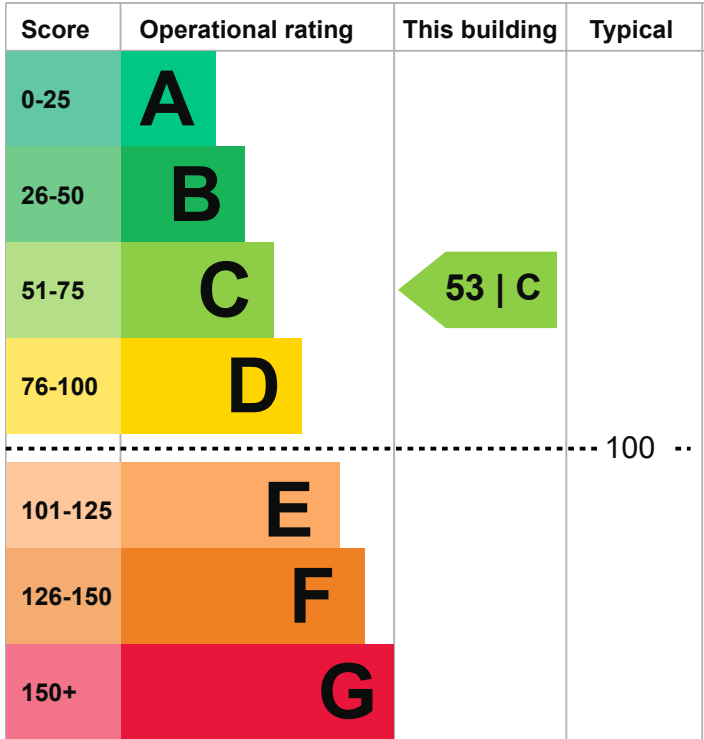 Score Operational rating This building Typical
0-25 A
26-50 B
51-75 C 53 | C
76-100 D
100
101-125 E
126-150 F
150+ G